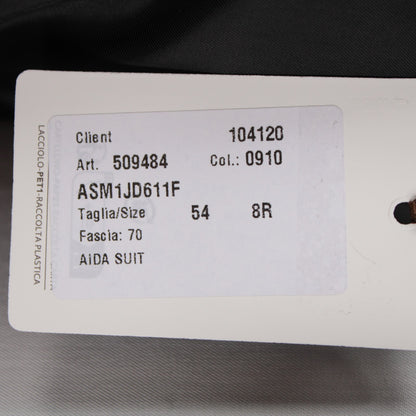 Client 104120
Art. 509484 Col.: 0910
ASM1JD611F
Taglia/Size 54 8R
Fascia: 70
AIDA SUIT
LACCIOLO-PET1-RACCOLTA PLASTICA